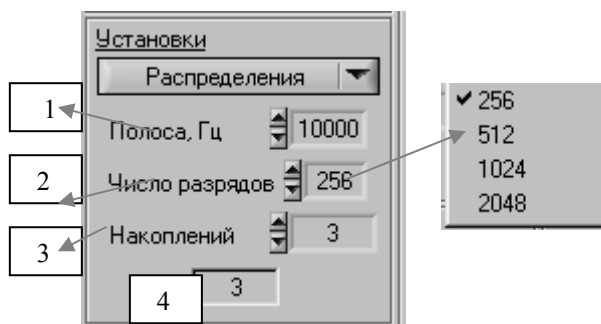 Установки
Распределения
1
Полоса, Гц
10000
2
Число разрядов
256
3
Накоплений
3
4
3
✔ 256
512
1024
2048